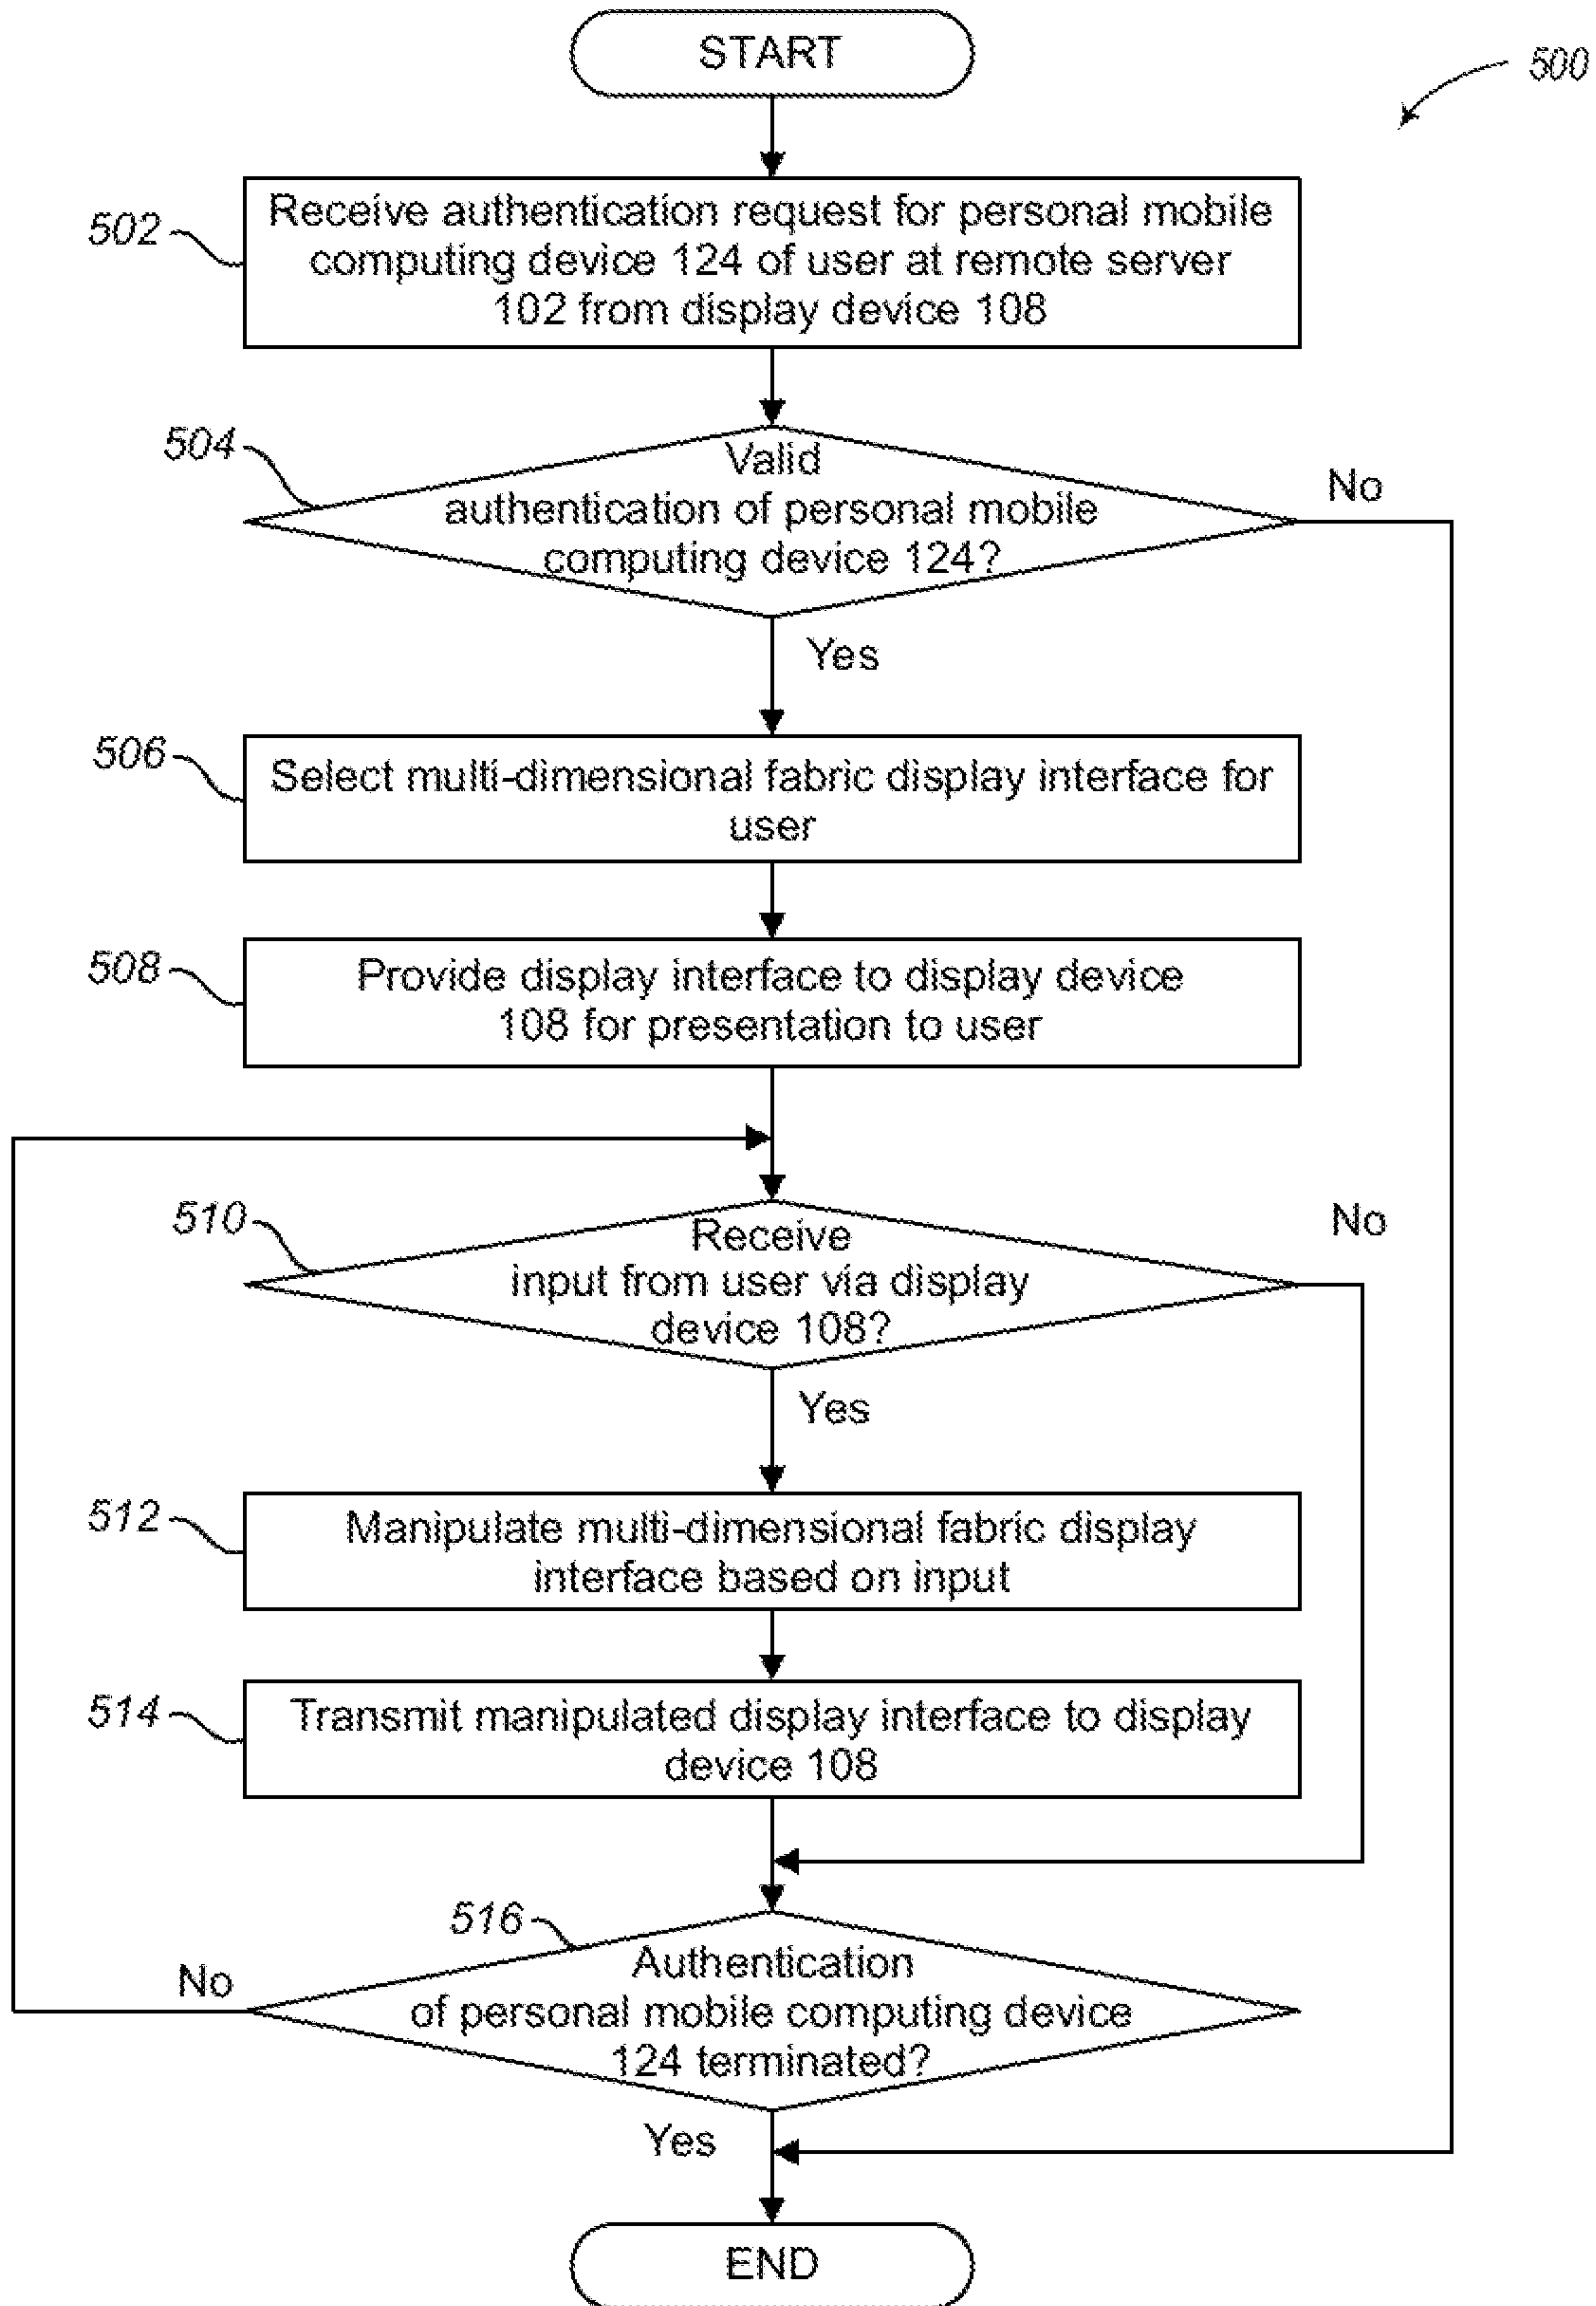 START
500
502
Receive authentication request for personal mobile
computing device 124 of user at remote server
102 from display device 108
504
Valid
authentication of personal mobile
computing device 124?
No
Yes
506
Select multi-dimensional fabric display interface for
user
508
Provide display interface to display device
108 for presentation to user
510
Receive
input from user via display
device 108?
No
Yes
512
Manipulate multi-dimensional fabric display
interface based on input
514
Transmit manipulated display interface to display
device 108
516
Authentication
of personal mobile computing device
124 terminated?
No
Yes
END